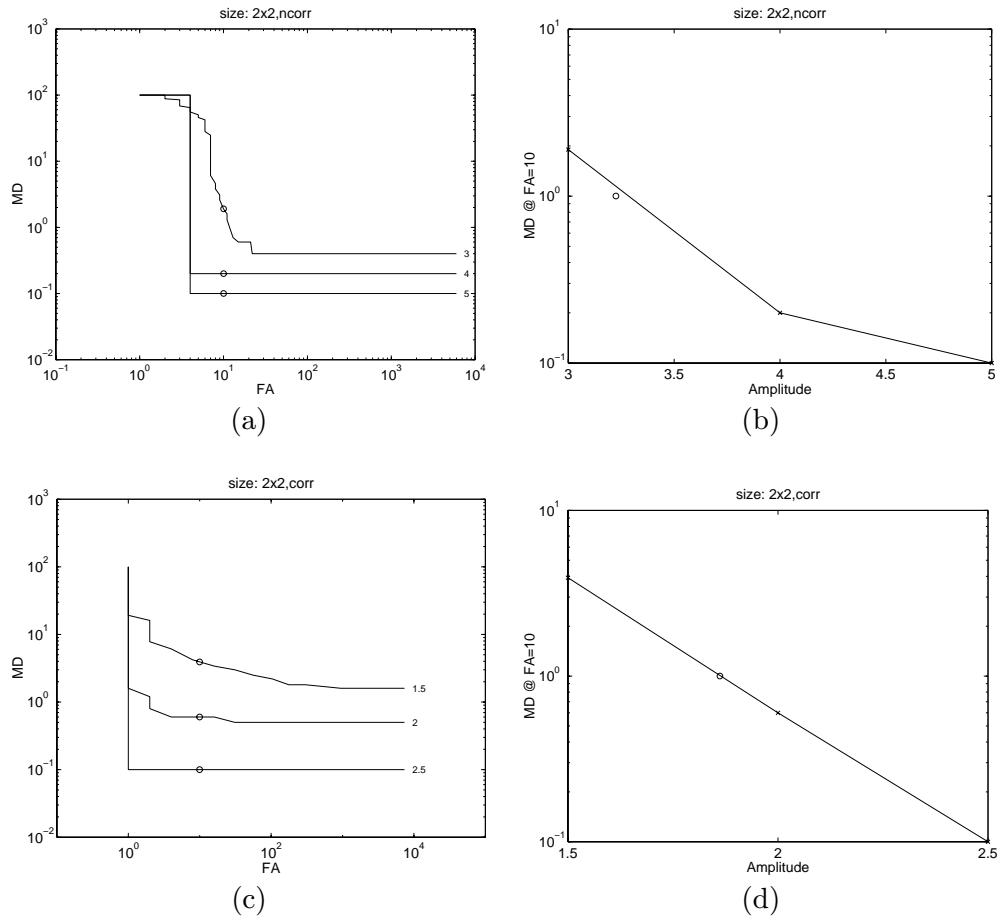 size: 2x2,ncorr
10^3
10^2
10^1
10^0
10^-1
10^-2
MD
3
4
5
10^-1
10^0
10^1
10^2
10^3
10^4
FA
(a)
size: 2x2,ncorr
10^1
10^0
10^-1
MD @ FA=10
3
3.5
4
4.5
5
Amplitude
(b)
size: 2x2,corr
10^3
10^2
10^1
10^0
10^-1
10^-2
MD
1.5
2
2.5
10^0
10^2
10^4
FA
(c)
size: 2x2,corr
10^1
10^0
10^-1
MD @ FA=10
1.5
2
2.5
Amplitude
(d)